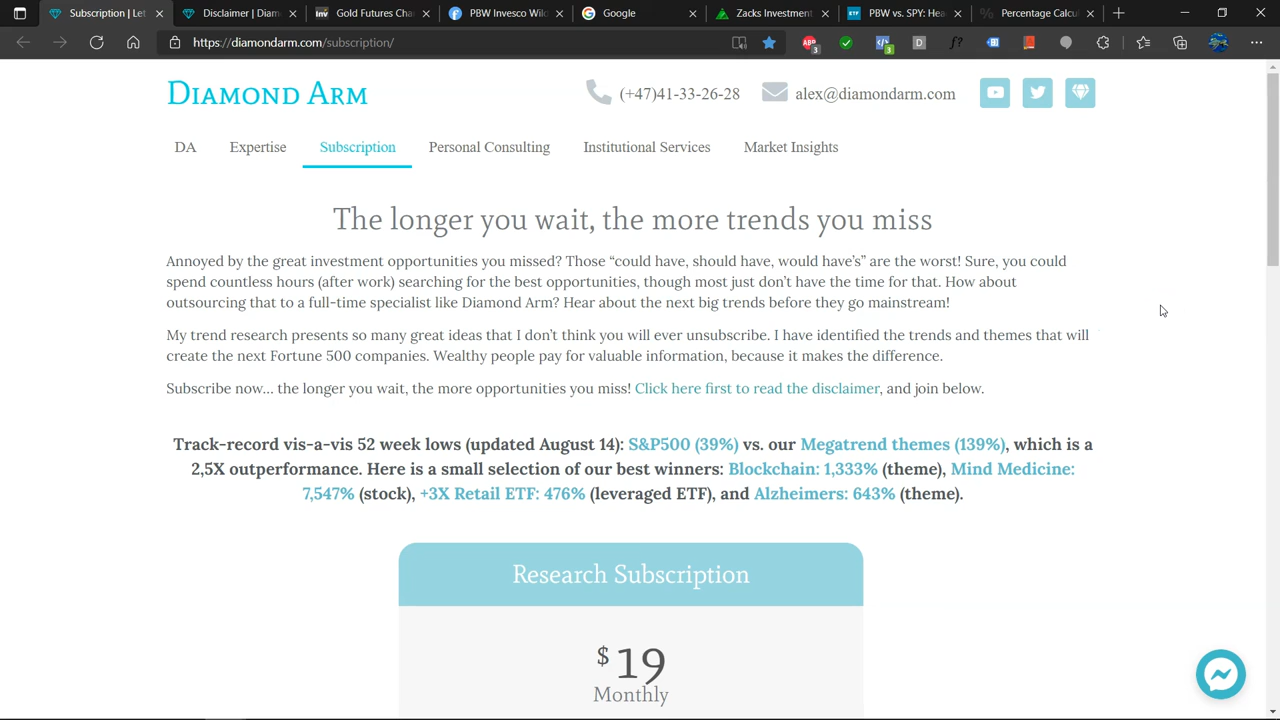 Subscription | Let
Disclaimer | Diam
Gold Futures Cha
PBW Invesco Wild
Google
Zacks Investment
PBW vs. SPY: Hea
Percentage Calcul
https://diamondarm.com/subscription/
DIAMOND ARM
(+47)41-33-26-28
alex@diamondarm.com
DA
Expertise
Subscription
Personal Consulting
Institutional Services
Market Insights
The longer you wait, the more trends you miss
Annoyed by the great investment opportunities you missed? Those “could have, should have, would have’s” are the worst! Sure, you could
spend countless hours (after work) searching for the best opportunities, though most just don’t have the time for that. How about
outsourcing that to a full-time specialist like Diamond Arm? Hear about the next big trends before they go mainstream!
My trend research presents so many great ideas that I don’t think you will ever unsubscribe. I have identified the trends and themes that will
create the next Fortune 500 companies. Wealthy people pay for valuable information, because it makes the difference.
Subscribe now... the longer you wait, the more opportunities you miss! Click here first to read the disclaimer, and join below.
Track-record vis-a-vis 52 week lows (updated August 14): S&P500 (39%) vs. our Megatrend themes (139%), which is a
2,5X outperformance. Here is a small selection of our best winners: Blockchain: 1,333% (theme), Mind Medicine:
7,547% (stock), +3X Retail ETF: 476% (leveraged ETF), and Alzheimers: 643% (theme).
Research Subscription
$19
Monthly